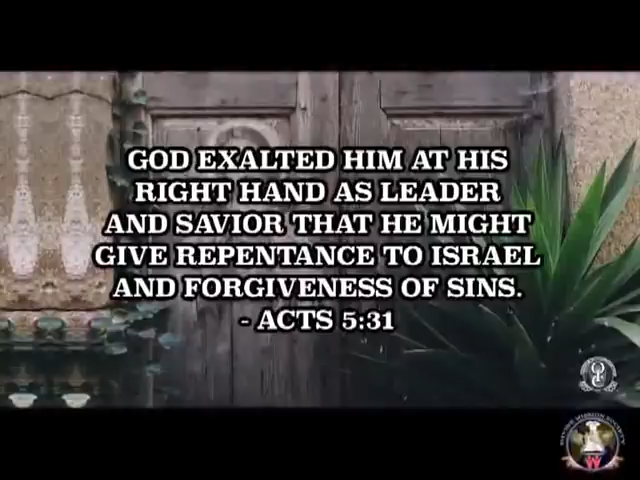 GOD EXALTED HIM AT HIS
RIGHT HAND AS LEADER
AND SAVIOR THAT HE MIGHT
GIVE REPENTANCE TO ISRAEL
AND FORGIVENESS OF SINS.
- ACTS 5:31